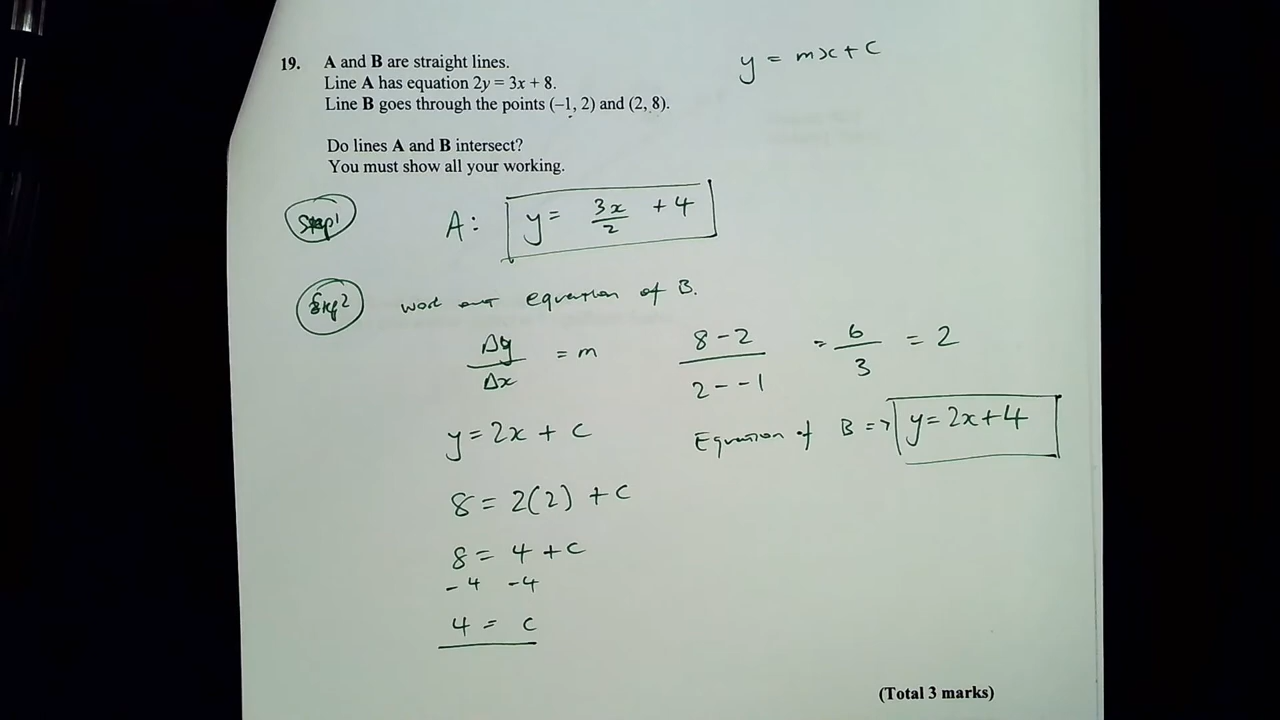 19. A and B are straight lines.
Line A has equation 2y = 3x + 8.
Line B goes through the points (−1, 2) and (2, 8).
y = mx + c
Do lines A and B intersect?
You must show all your working.
Step 1
A: y = 3x/2 + 4
Step 2 work out equation of B.
Δy/Δx = m
8 - 2 / 2 - -1 = 6/3 = 2
y = 2x + c
Equation of B => y = 2x + 4
8 = 2(2) + c
8 = 4 + c
-4 -4
4 = c
(Total 3 marks)